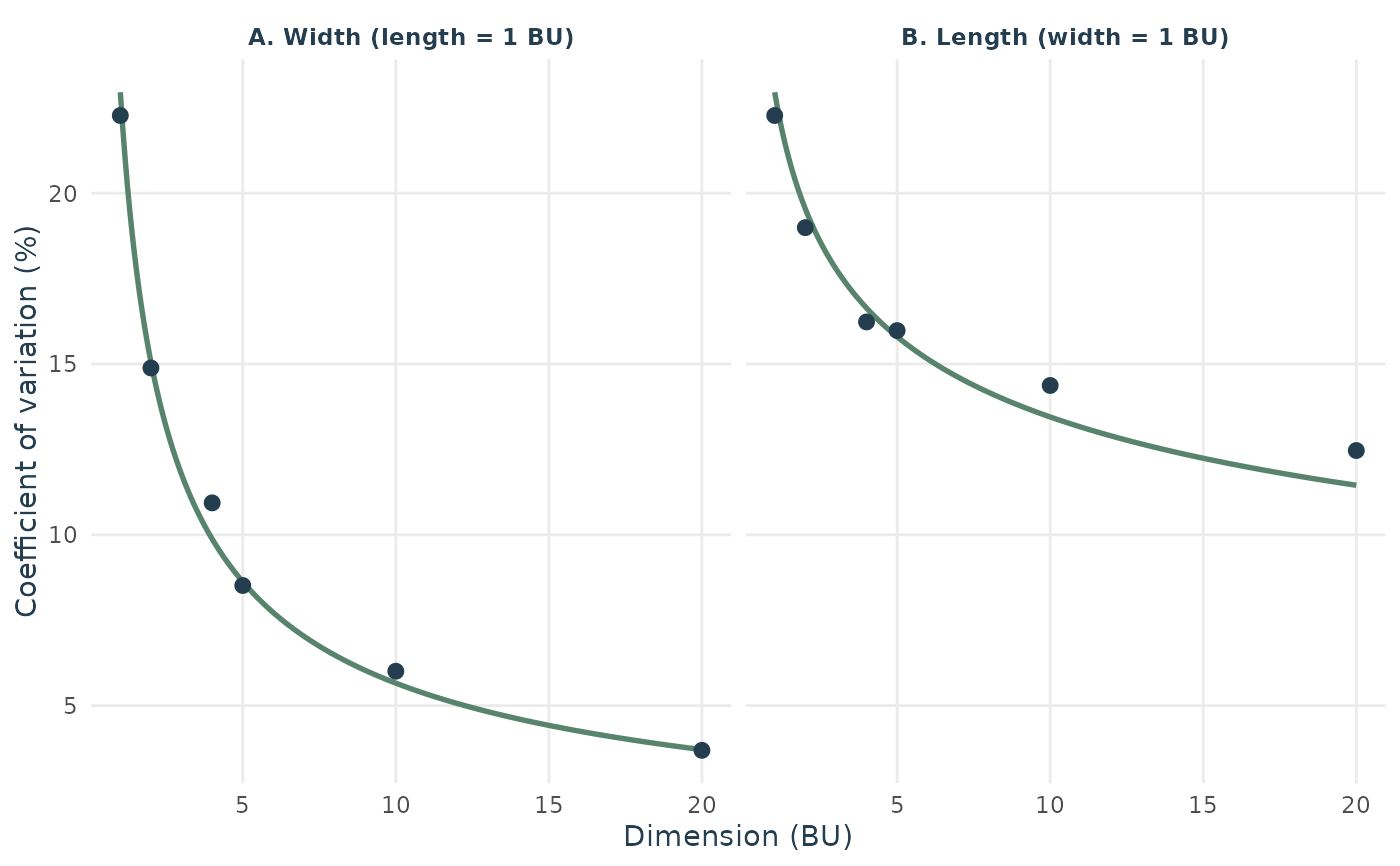 A. Width (length = 1 BU)
B. Length (width = 1 BU)
Coefficient of variation (%)
20
15
10
5
5 10 15 20
5 10 15 20
Dimension (BU)